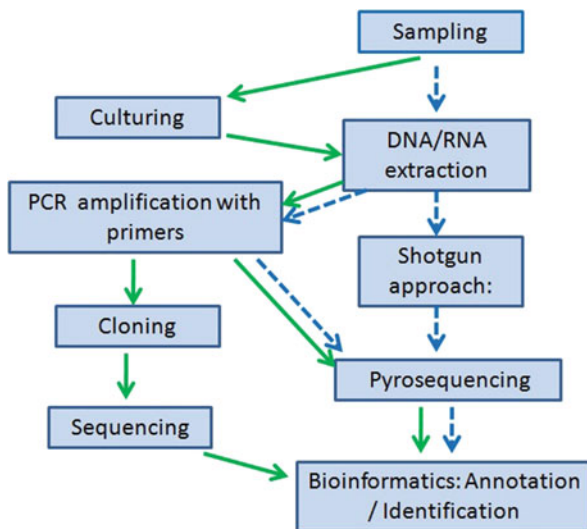 Sampling
Culturing
DNA/RNA
extraction
PCR amplification with
primers
Shotgun
approach:
Cloning
Pyrosequencing
Sequencing
Bioinformatics: Annotation
/ Identification